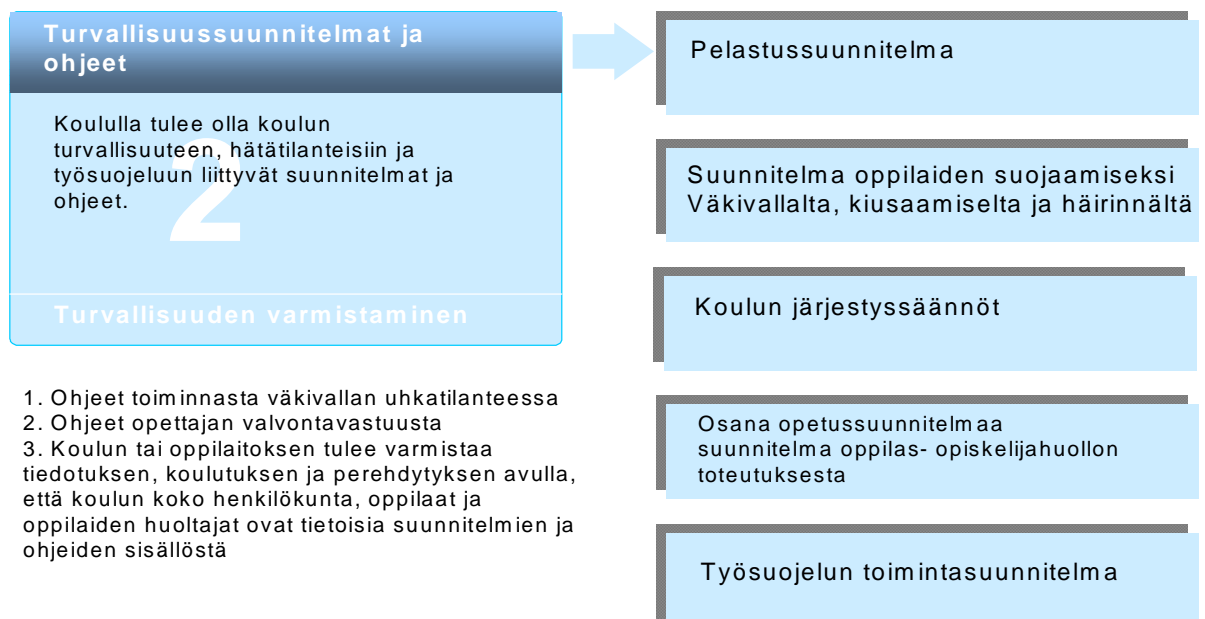 Turvallisuussuunnitelmat ja
ohjeet
Koululla tulee olla koulun
turvallisuuteen, hätätilanteisiin ja
työsuojeluun liittyvät suunnitelmat ja
ohjeet.
2
Turvallisuuden varmistaminen
1. Ohjeet toiminnasta väkivallan uhkatilanteessa
2. Ohjeet opettajan valvontavastuusta
3. Koulun tai oppilaitoksen tulee varmistaa
tiedotuksen, koulutuksen ja perehdytyksen avulla,
että koulun koko henkilökunta, oppilaat ja
oppilaiden huoltajat ovat tietoisia suunnitelmien ja
ohjeiden sisällöstä
Pelastussuunnitelma
Suunnitelma oppilaiden suojaamiseksi
Väkivallalta, kiusaamiselta ja häirinnältä
Koulun järjestyssäännöt
Osana opetussuunnitelmaa
suunnitelma oppilas- opiskelijahuollon
toteutuksesta
Työsuojelun toimintasuunnitelma